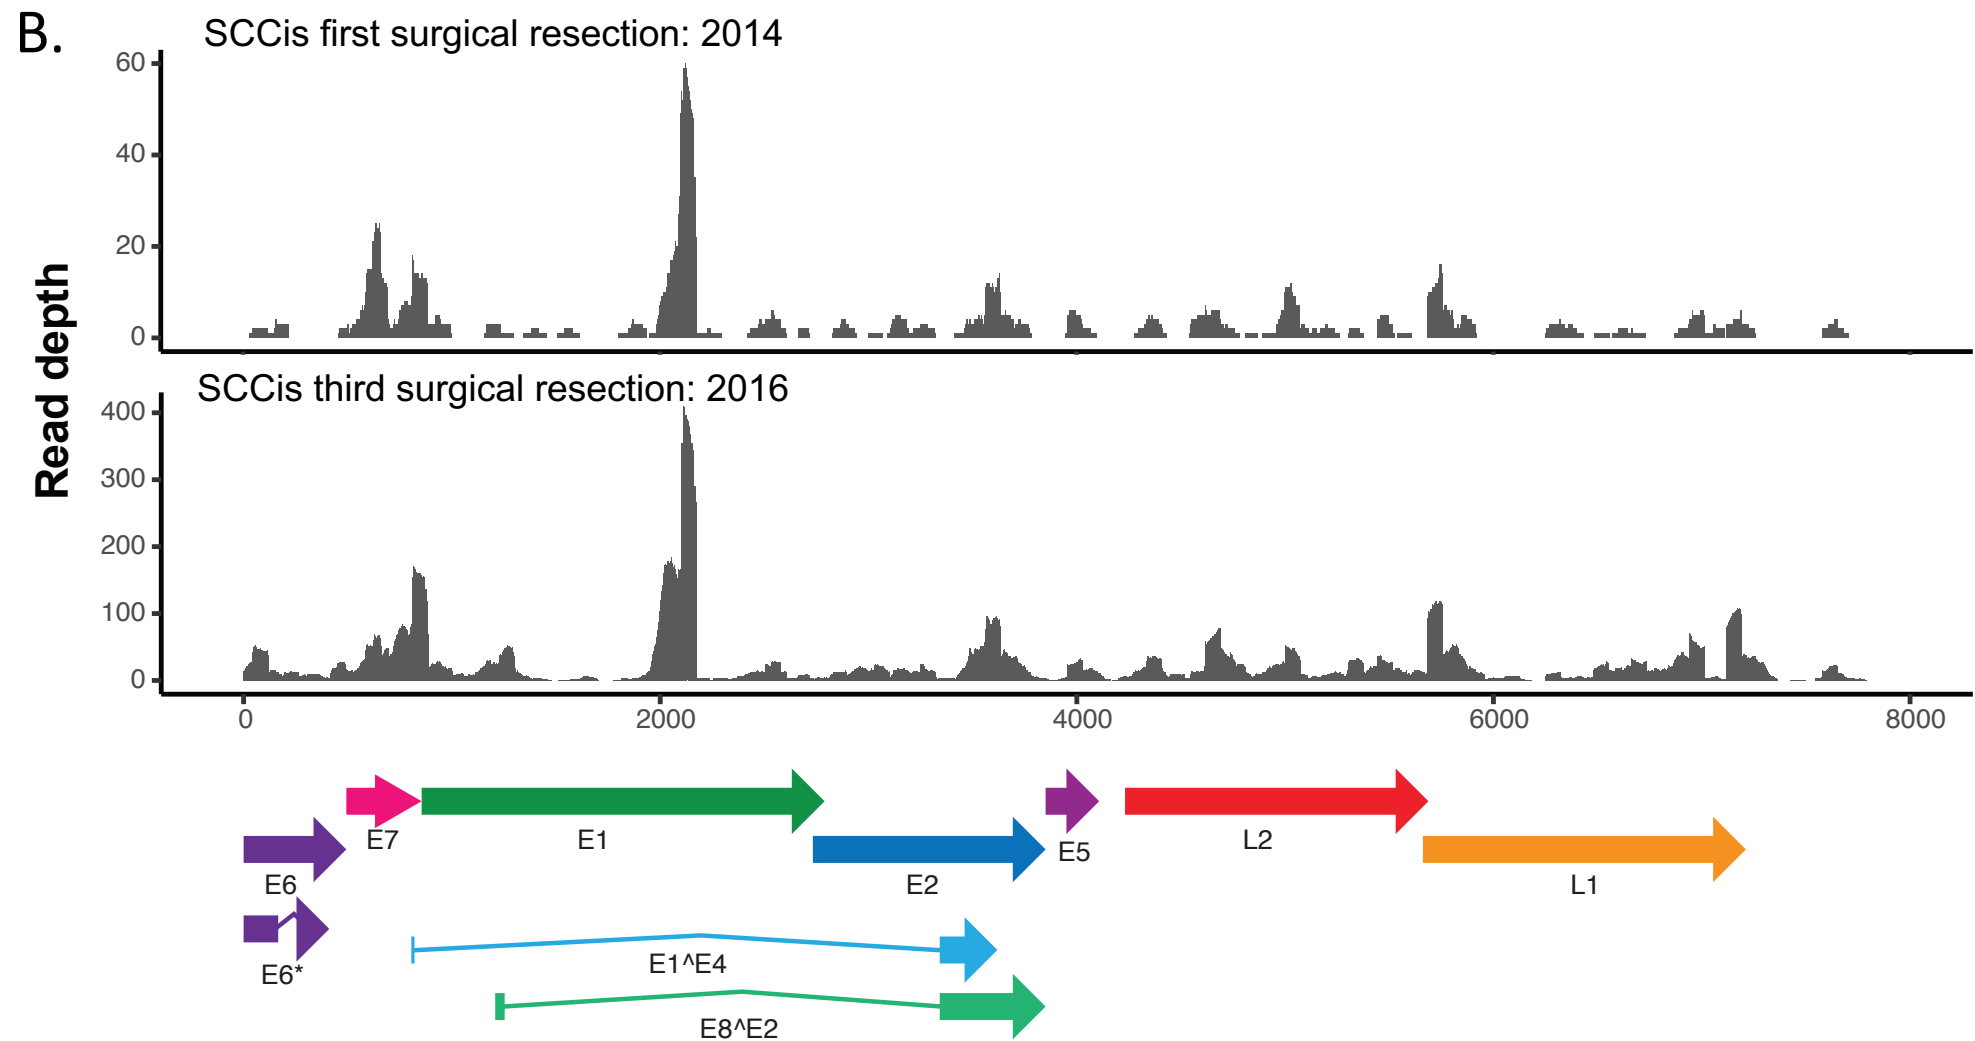 B.
SCCis first surgical resection: 2014
60
40
20
0
Read depth
SCCis third surgical resection: 2016
400
300
200
100
0
0 2000 4000 6000 8000
E7 E1 L2
E5
E6 E2 L1
E1^E4
E6*
E8^E2